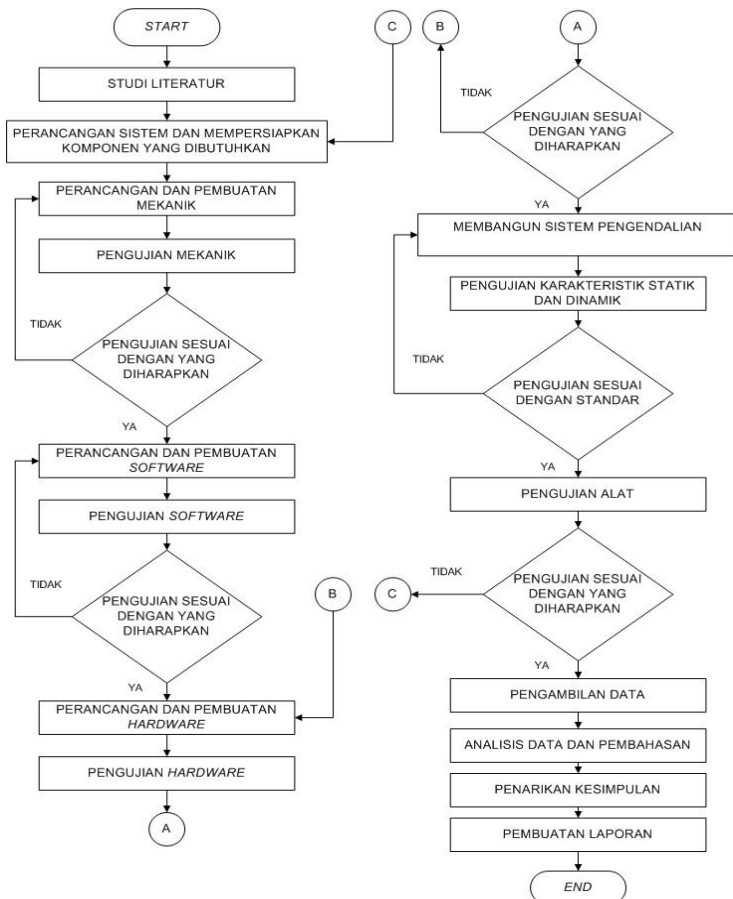 START
STUDI LITERATUR
C
PERANCANGAN SISTEM DAN MEMPERSIAPKAN
KOMPONEN YANG DIBUTUHKAN
PERANCANGAN DAN PEMBUATAN
MEKANIK
PENGUJIAN MEKANIK
TIDAK
PENGUJIAN SESUAI
DENGAN YANG
DIHARAPKAN
YA
PERANCANGAN DAN PEMBUATAN
SOFTWARE
PENGUJIAN SOFTWARE
TIDAK
PENGUJIAN SESUAI
DENGAN YANG
DIHARAPKAN
B
YA
PERANCANGAN DAN PEMBUATAN
HARDWARE
PENGUJIAN HARDWARE
A
B
A
TIDAK
PENGUJIAN SESUAI
DENGAN YANG
DIHARAPKAN
YA
MEMBANGUN SISTEM PENGENDALIAN
PENGUJIAN KARAKTERISTIK STATIK
DAN DINAMIK
TIDAK
PENGUJIAN SESUAI
DENGAN STANDAR
YA
PENGUJIAN ALAT
C
TIDAK
PENGUJIAN SESUAI
DENGAN YANG
DIHARAPKAN
YA
PENGAMBILAN DATA
ANALISIS DATA DAN PEMBAHASAN
PENARIKAN KESIMPULAN
PEMBUATAN LAPORAN
END